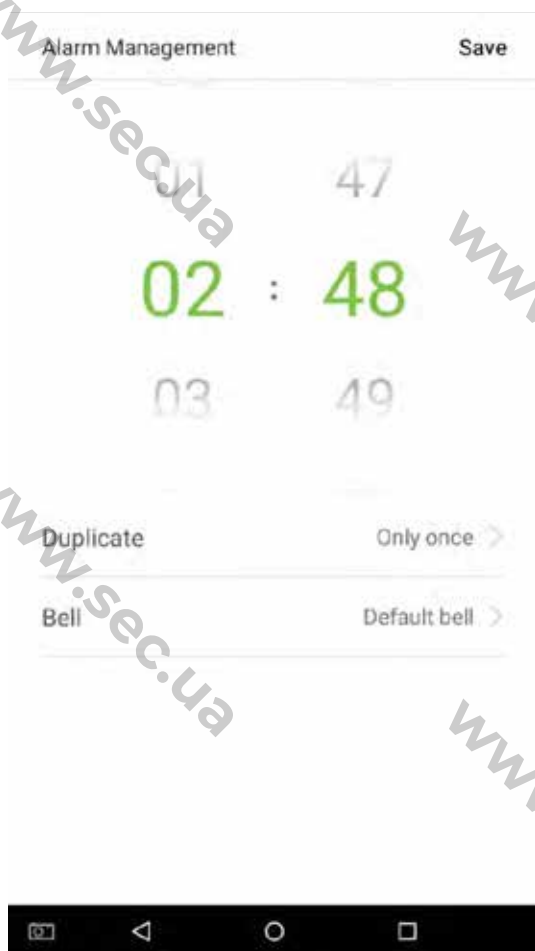 Alarm Management Save
01 47
02 : 48
03 49
Duplicate Only once
Bell Default bell
www.sec.ua
www.sec.ua